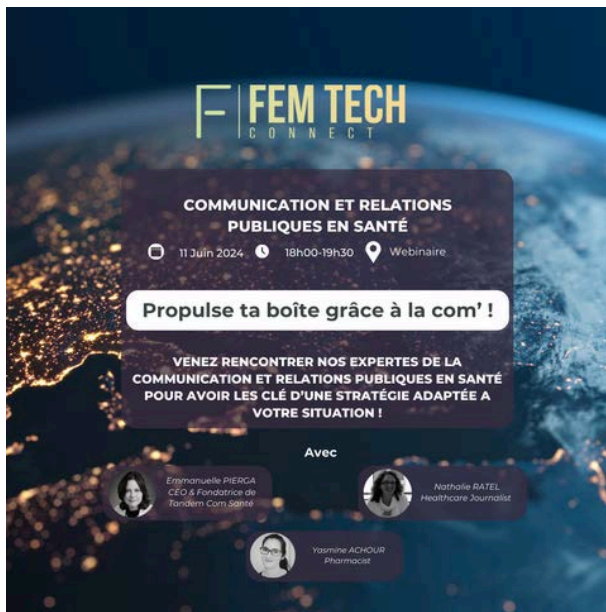 F FEM TECH
CONNECT
COMMUNICATION ET RELATIONS
PUBLIQUES EN SANTÉ
11 Juin 2024 18h00-19h30 Webinaire
Propulse ta boîte grâce à la com' !
VENEZ RENCONTRER NOS EXPERTES DE LA
COMMUNICATION ET RELATIONS PUBLIQUES EN SANTÉ
POUR AVOIR LES CLÉ D'UNE STRATÉGIE ADAPTÉE A
VOTRE SITUATION !
Avec
Emmanuelle PIERGA
CEO & Fondatrice de
Tandem Com Santé
Nathalie RATEL
Healthcare Journalist
Yasmine ACHOUR
Pharmacist